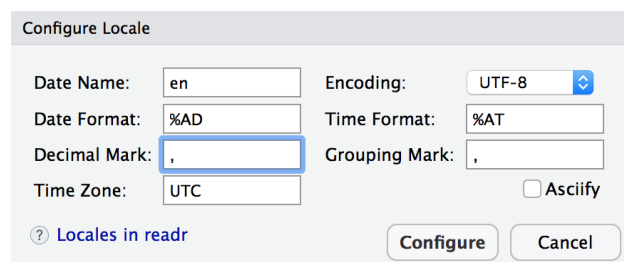 Configure Locale
Date Name: en Encoding: UTF-8
Date Format: %AD Time Format: %AT
Decimal Mark: , Grouping Mark: ,
Time Zone: UTC Asciify
? Locales in readr Configure Cancel